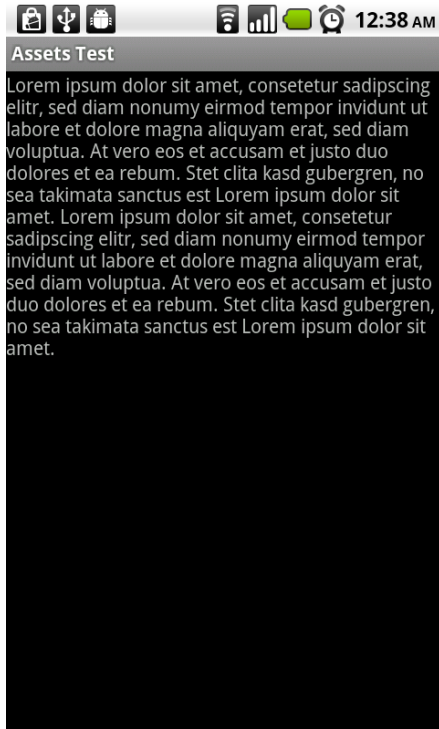 12:38 AM
Assets Test
Lorem ipsum dolor sit amet, consetetur sadipscing
elitr, sed diam nonumy eirmod tempor invidunt ut
labore et dolore magna aliquyam erat, sed diam
voluptua. At vero eos et accusam et justo duo
dolores et ea rebum. Stet clita kasd gubergren, no
sea takimata sanctus est Lorem ipsum dolor sit
amet. Lorem ipsum dolor sit amet, consetetur
sadipscing elitr, sed diam nonumy eirmod tempor
invidunt ut labore et dolore magna aliquyam erat,
sed diam voluptua. At vero eos et accusam et justo
duo dolores et ea rebum. Stet clita kasd gubergren,
no sea takimata sanctus est Lorem ipsum dolor sit
amet.